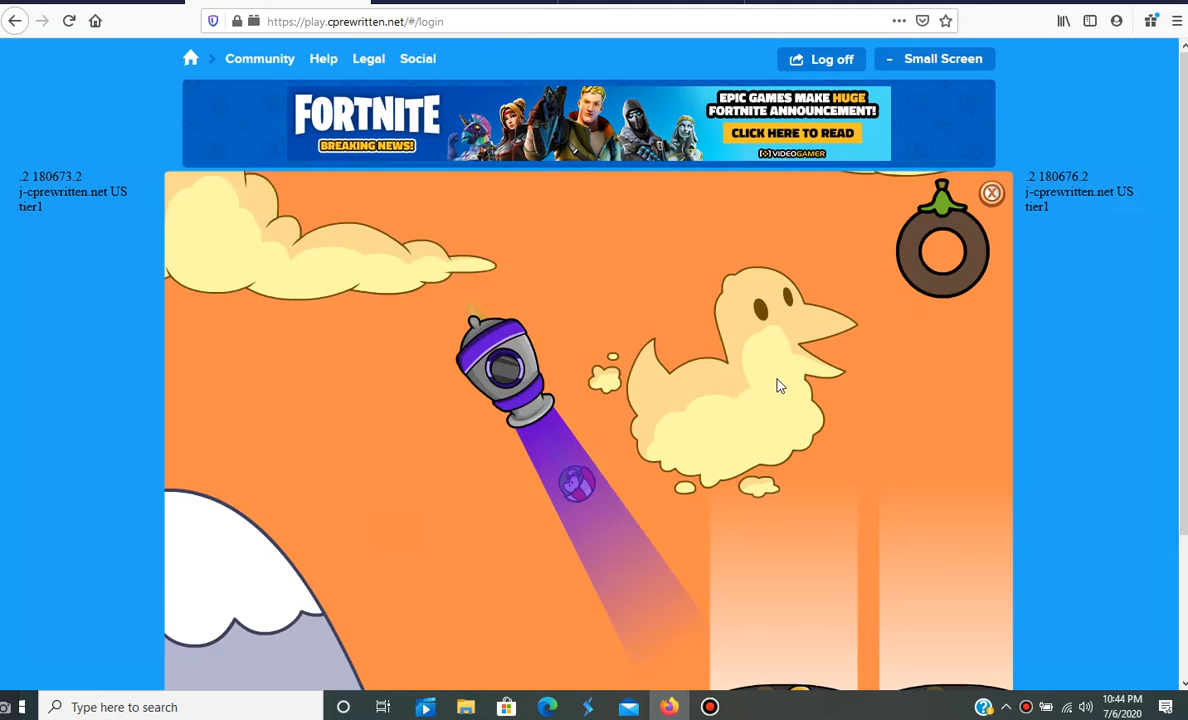 https://play.cprewritten.net/#/login
Community Help Legal Social Log off - Small Screen
FORTNITE
BREAKING NEWS!
EPIC GAMES MAKE HUGE
FORTNITE ANNOUNCEMENT!
CLICK HERE TO READ
VIDEOGAMER
.2 180673.2
j-cprewritten.net US
tier1
.2 180676.2
j-cprewritten.net US
tier1
Type here to search
10:44 PM
7/6/2020